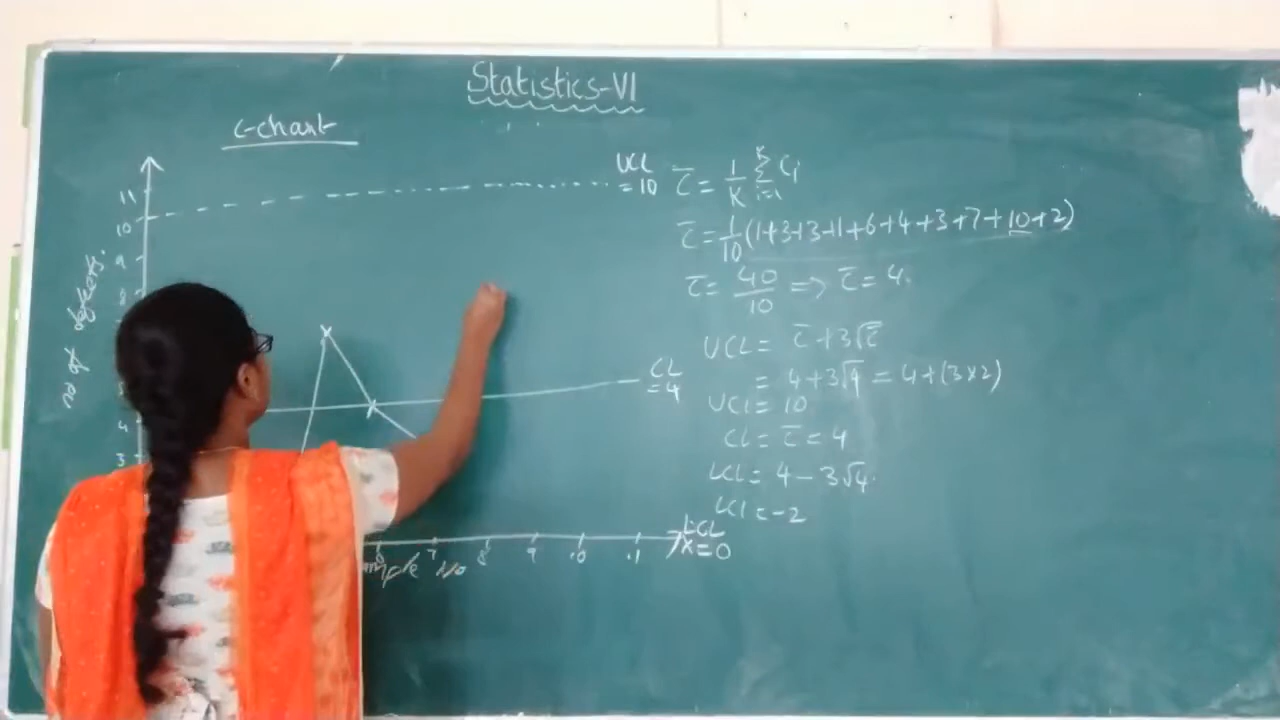 Statistics-VI
c-chart
UCL
= 10
11
10
9
8
4
3
no of defects.
CL
= 4
7
8
9
10
11
LCL
= 0
x
No
c̄ = 1/K Σ_{i=1}^{K} Ci
c̄ = 1/10 (1+3+3+1+6+4+3+7+10+2)
c̄ = 40/10 => c̄ = 4.
UCL = c̄ + 3√c̄
= 4 + 3√4 = 4 + (3×2)
UCL = 10
CL = c̄ = 4
LCL = 4 - 3√4.
LCL = -2